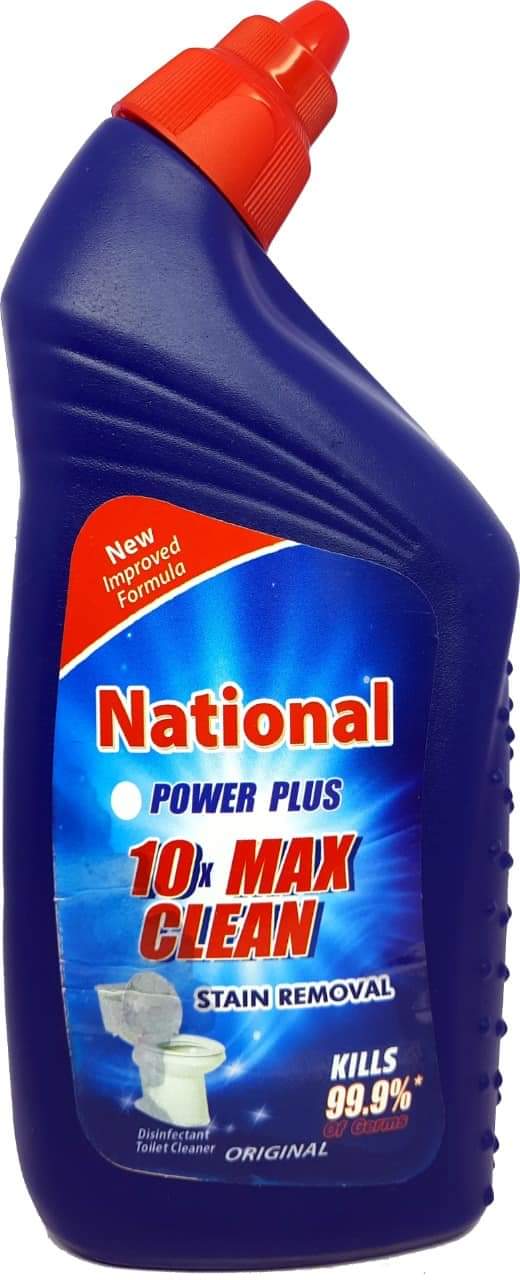 New
Improved
Formula
National
POWER PLUS
10x MAX
CLEAN
STAIN REMOVAL
KILLS
99.9%*
Of Germs
Disinfectant
Toilet Cleaner
ORIGINAL